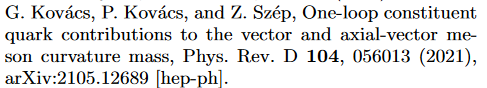 G. Kovács, P. Kovács, and Z. Szép, One-loop constituent
quark contributions to the vector and axial-vector me-
son curvature mass, Phys. Rev. D 104, 056013 (2021),
arXiv:2105.12689 [hep-ph].